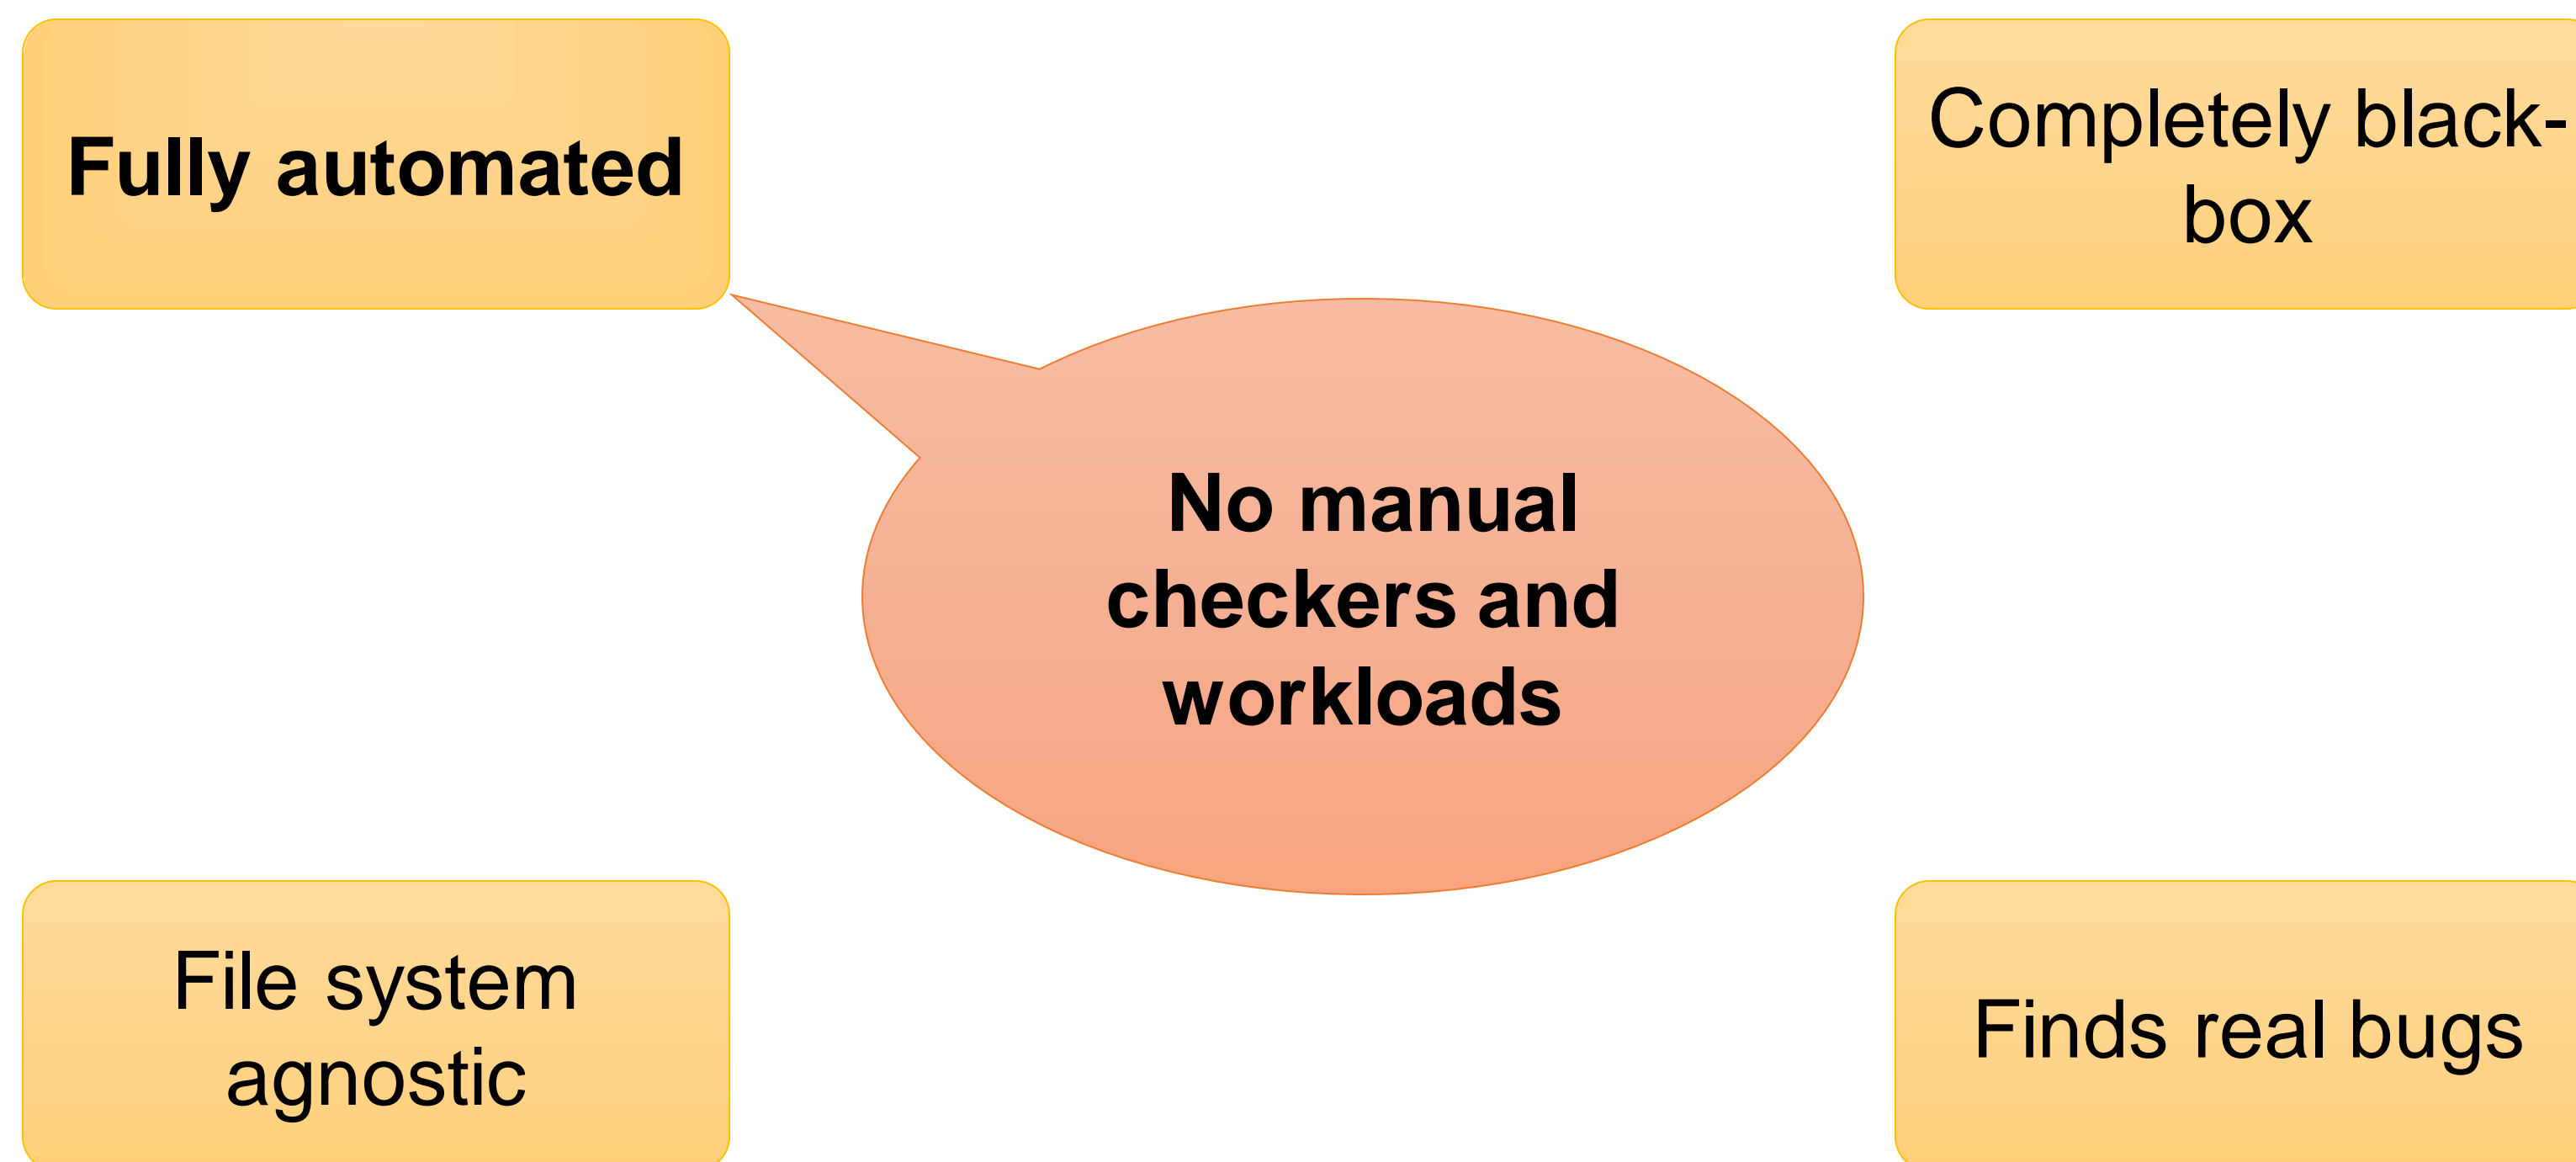 Fully automated
Completely black-
box
No manual
checkers and
workloads
File system
agnostic
Finds real bugs